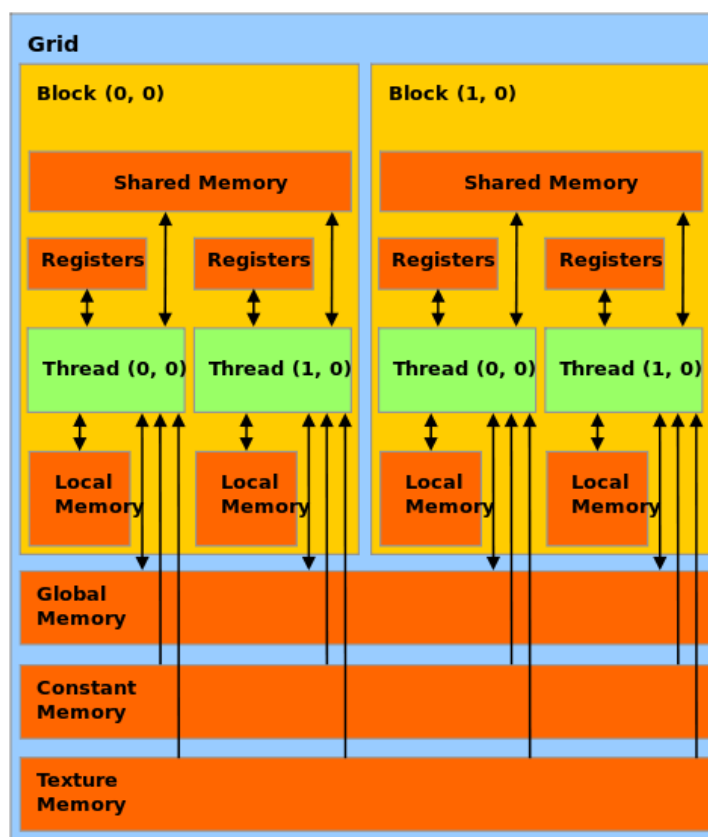 Grid
Block (0, 0)
Block (1, 0)
Shared Memory
Shared Memory
Registers
Registers
Registers
Registers
Thread (0, 0)
Thread (1, 0)
Thread (0, 0)
Thread (1, 0)
Local
Memory
Local
Memory
Local
Memory
Local
Memory
Global
Memory
Constant
Memory
Texture
Memory